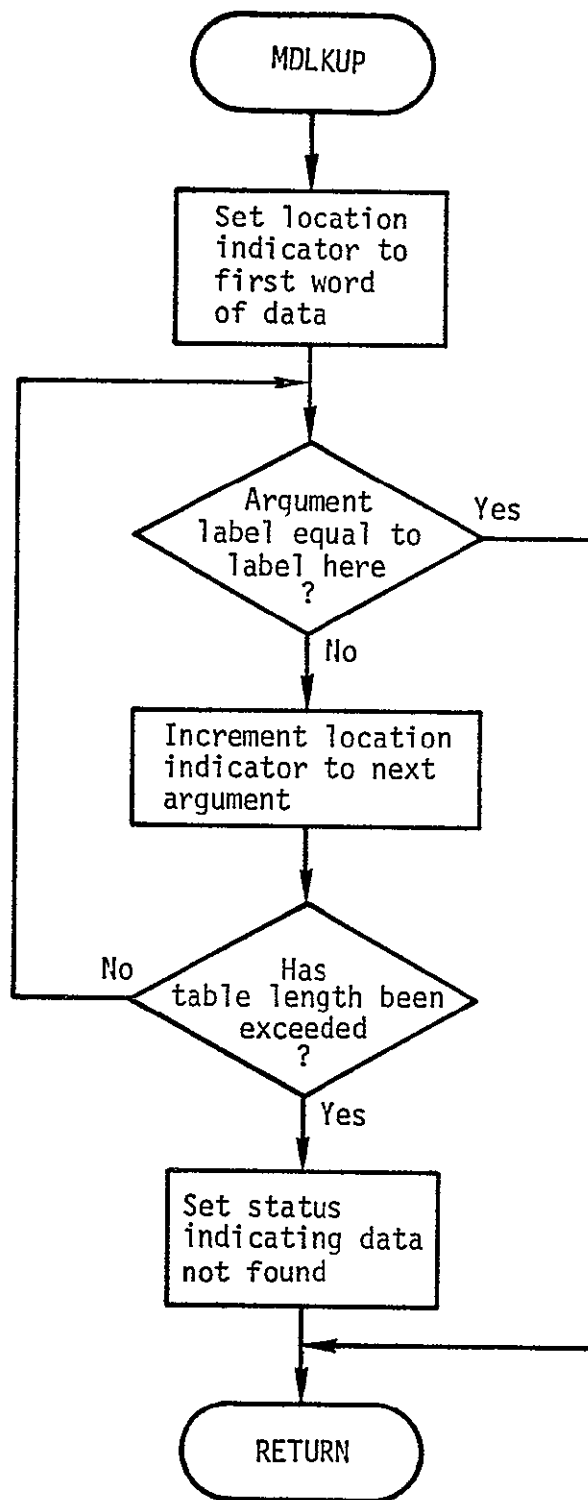 MDLKUP
Set location
indicator to
first word
of data
Argument
label equal to
label here
?
Yes
No
Increment location
indicator to next
argument
No
Has
table length been
exceeded
?
Yes
Set status
indicating data
not found
RETURN